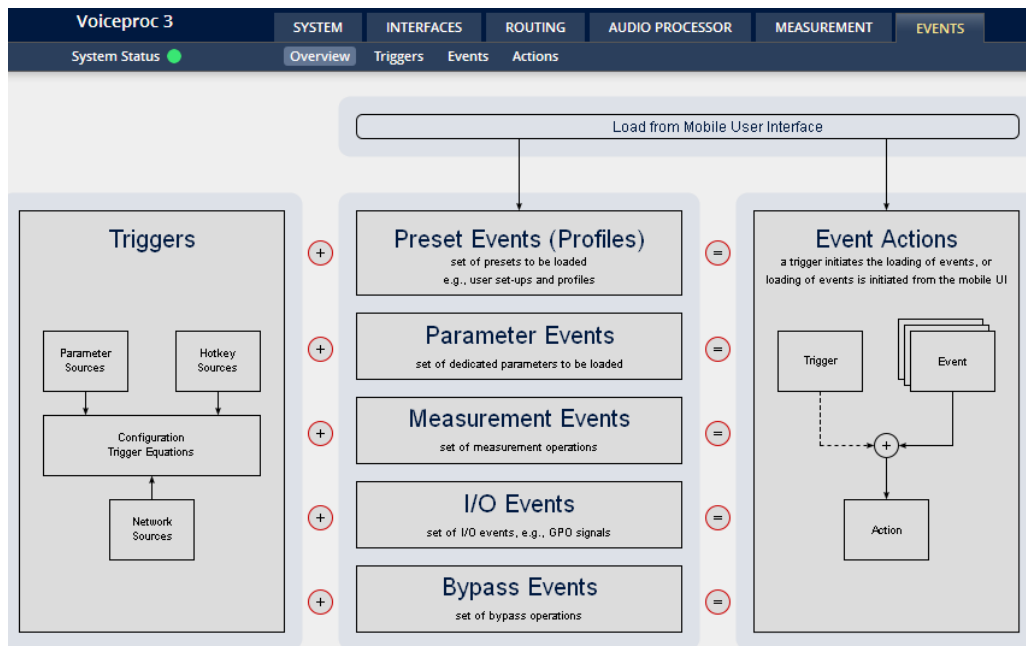 Voiceproc 3
SYSTEM INTERFACES ROUTING AUDIO PROCESSOR MEASUREMENT EVENTS
System Status
Overview Triggers Events Actions
Load from Mobile User Interface
Triggers
Parameter
Sources
Hotkey
Sources
Configuration
Trigger Equations
Network
Sources
+
Preset Events (Profiles)
set of presets to be loaded
e.g., user set-ups and profiles
=
+
Parameter Events
set of dedicated parameters to be loaded
=
+
Measurement Events
set of measurement operations
=
+
I/O Events
set of I/O events, e.g., GPO signals
=
+
Bypass Events
set of bypass operations
=
Event Actions
a trigger initiates the loading of events, or
loading of events is initiated from the mobile UI
Trigger
Event
+
Action